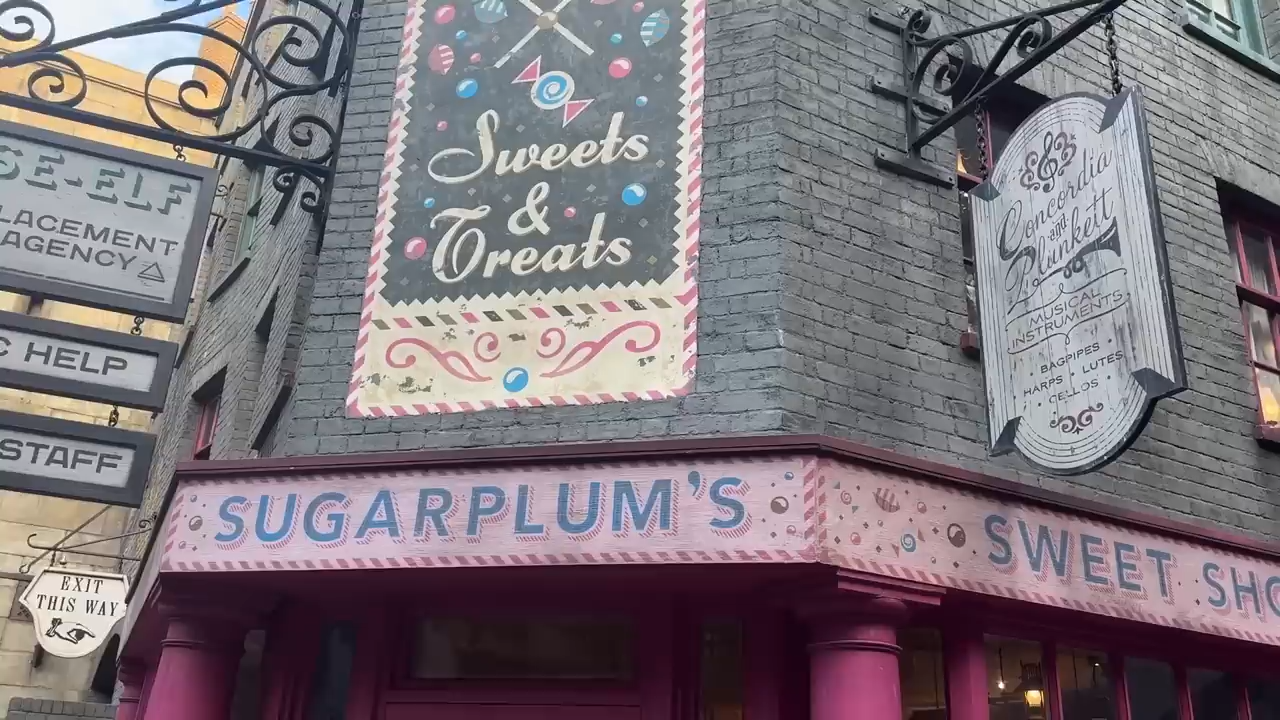 SE-ELF
LACEMENT
AGENCY
C HELP
STAFF
EXIT
THIS WAY
Sweets
&
Treats
SUGARPLUM'S
SWEET SHO
Concordia
and
Plunkett
MUSICAL
INSTRUMENTS
BAGPIPES •
HARPS • LUTES
CELLOS •